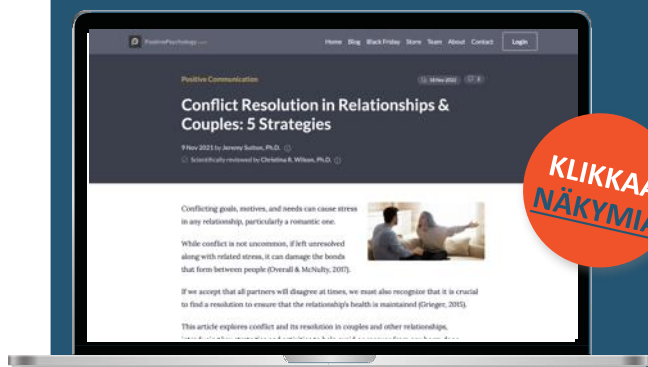 PositivePsychology.com
Home Blog Black Friday Store Team About Contact Login
Positive Communication
18 Nov 2022
Conflict Resolution in Relationships &
Couples: 5 Strategies
9 Nov 2021 by Jeremy Sutton, Ph.D.
Scientifically reviewed by Christina R. Wilson, Ph.D.
Conflicting goals, motives, and needs can cause stress
in any relationship, particularly a romantic one.
While conflict is not uncommon, if left unresolved
along with related stress, it can damage the bonds
that form between people (Overall & McNulty, 2017).
If we accept that all partners will disagree at times, we must also recognize that it is crucial
to find a resolution to ensure that the relationship's health is maintained (Grieger, 2015).
This article explores conflict and its resolution in couples and other relationships,
KLIKKAA
NÄKYMIÄ